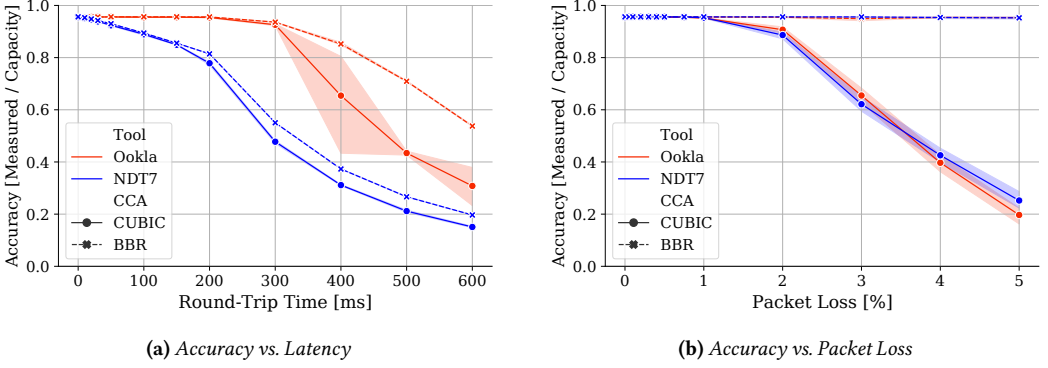 Accuracy [Measured / Capacity]
1.0
0.8
0.6
0.4
0.2
0.0
Tool
Ookla
NDT7
CCA
CUBIC
BBR
0 100 200 300 400 500 600
Round-Trip Time [ms]
(a) Accuracy vs. Latency
Accuracy [Measured / Capacity]
1.0
0.8
0.6
0.4
0.2
0.0
Tool
Ookla
NDT7
CCA
CUBIC
BBR
0 1 2 3 4 5
Packet Loss [%]
(b) Accuracy vs. Packet Loss